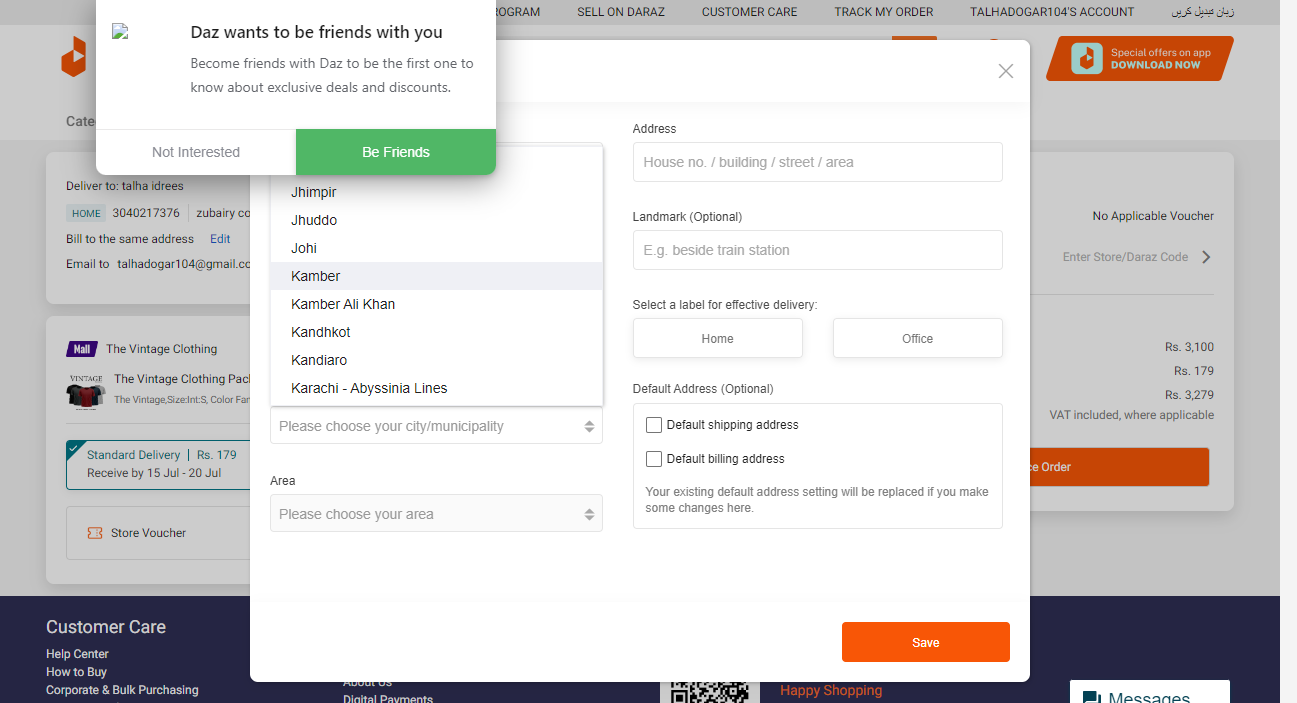 ROGRAM
SELL ON DARAZ
CUSTOMER CARE
TRACK MY ORDER
TALHADOGAR104'S ACCOUNT
زبان تبدیل کریں
Daz wants to be friends with you
Become friends with Daz to be the first one to
know about exclusive deals and discounts.
Not Interested
Be Friends
Special offers on app
DOWNLOAD NOW
Cate
Deliver to: talha idrees
HOME 3040217376 zubairy co
Bill to the same address Edit
Email to talhadogar104@gmail.co
Mall The Vintage Clothing
VINTAGE
The Vintage Clothing Pack
The Vintage,Size:Int:S, Color Fam
Standard Delivery | Rs. 179
Receive by 15 Jul - 20 Jul
Store Voucher
Jhimpir
Jhuddo
Johi
Kamber
Kamber Ali Khan
Kandhkot
Kandiaro
Karachi - Abyssinia Lines
Please choose your city/municipality
Area
Please choose your area
Address
House no. / building / street / area
Landmark (Optional)
E.g. beside train station
Select a label for effective delivery:
Home
Office
Default Address (Optional)
Default shipping address
Default billing address
Your existing default address setting will be replaced if you make
some changes here.
Save
No Applicable Voucher
Enter Store/Daraz Code
Rs. 3,100
Rs. 179
Rs. 3,279
VAT included, where applicable
ce Order
Customer Care
Help Center
How to Buy
Corporate & Bulk Purchasing
About Us
Digital Payments
Happy Shopping
Messages